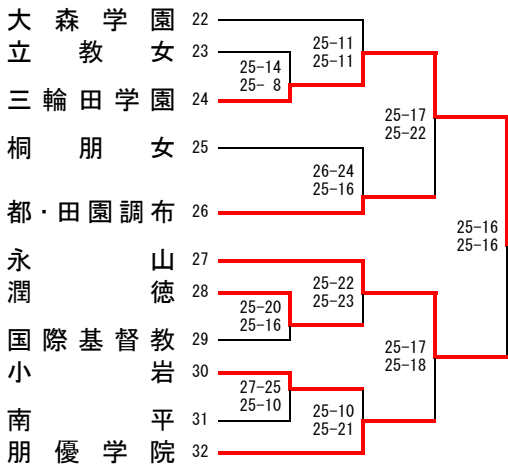 大森学園 22
立教女 23
25-11
25-11
25-14
25- 8
三輪田学園 24
25-17
25-22
桐朋女 25
26-24
25-16
都・田園調布 26
25-16
25-16
永山 27
25-22
25-23
潤徳 28
25-20
25-16
国際基督教 29
25-17
25-18
小岩 30
27-25
25-10
南平 31
25-10
25-21
朋優学院 32